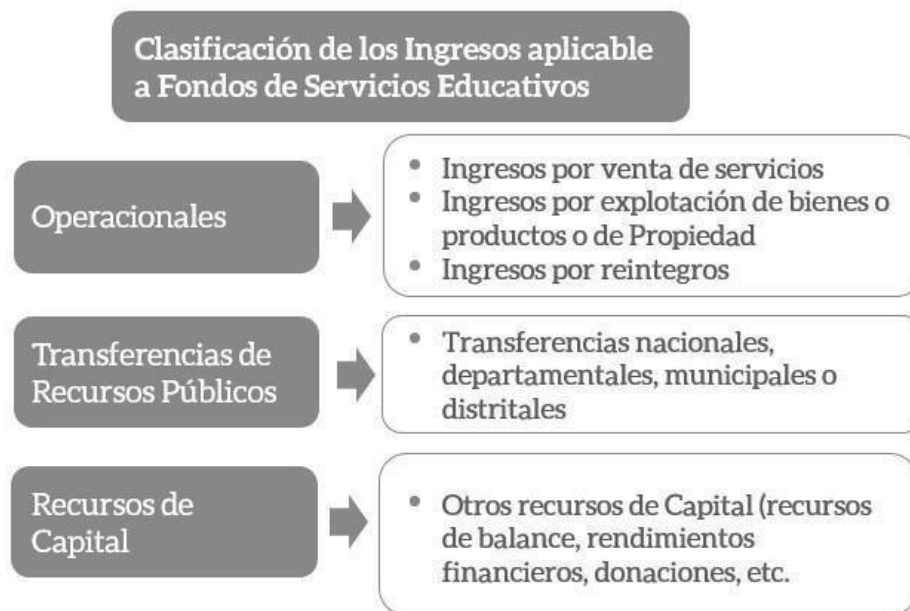 Clasificación de los Ingresos aplicable
a Fondos de Servicios Educativos
Operacionales
• Ingresos por venta de servicios
• Ingresos por explotación de bienes o
productos o de Propiedad
• Ingresos por reintegros
Transferencias de
Recursos Públicos
• Transferencias nacionales,
departamentales, municipales o
distritales
Recursos de
Capital
• Otros recursos de Capital (recursos
de balance, rendimientos
financieros, donaciones, etc.